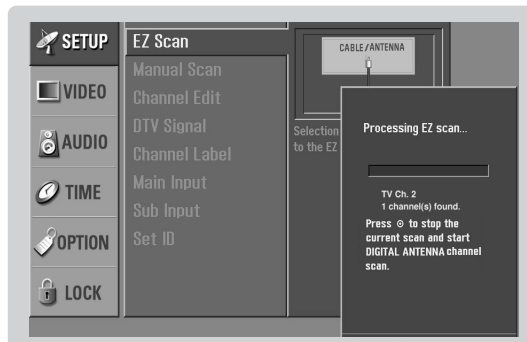 SETUP
VIDEO
AUDIO
TIME
OPTION
LOCK
EZ Scan
Manual Scan
Channel Edit
DTV Signal
Channel Label
Main Input
Sub Input
Set ID
CABLE/ANTENNA
Selection
to the EZ
Processing EZ scan...
TV Ch. 2
1 channel(s) found.
Press ⊙ to stop the
current scan and start
DIGITAL ANTENNA channel
scan.